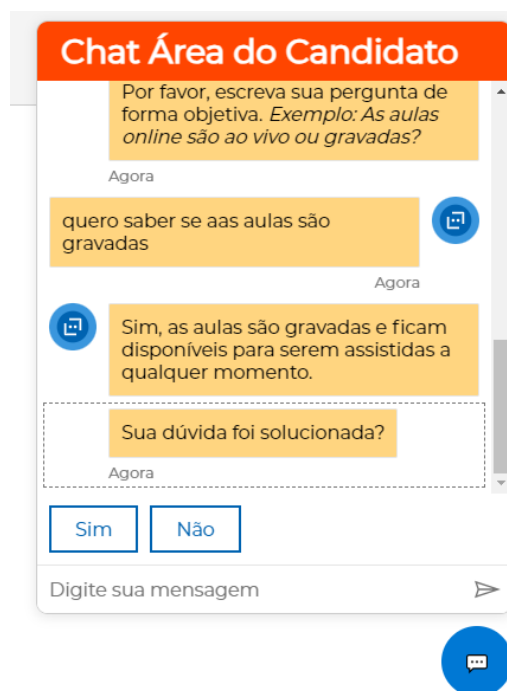 Chat Área do Candidato
Por favor, escreva sua pergunta de
forma objetiva. Exemplo: As aulas
online são ao vivo ou gravadas?
Agora
quero saber se aas aulas são
gravadas
Agora
Sim, as aulas são gravadas e ficam
disponíveis para serem assistidas a
qualquer momento.
Sua dúvida foi solucionada?
Agora
Sim
Não
Digite sua mensagem